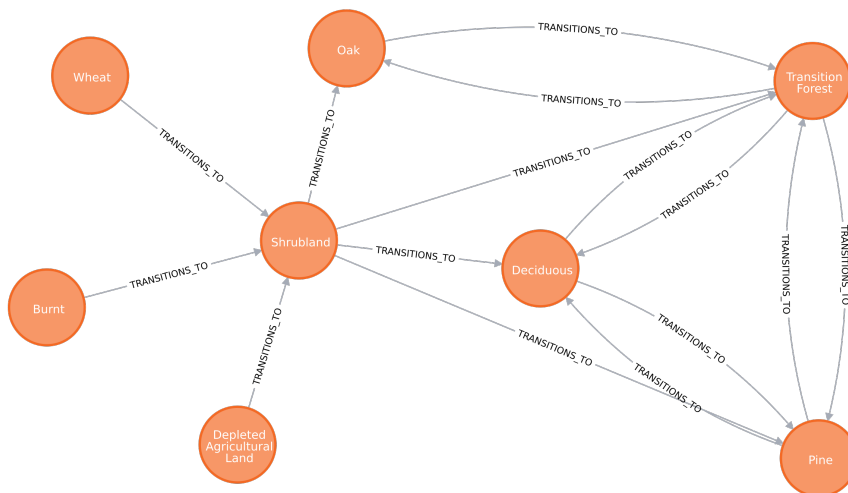 TRANSITIONS_TO
Oak
Transition
Forest
Wheat
TRANSITIONS_TO
TRANSITIONS_TO
TRANSITIONS_TO
TRANSITIONS_TO
TRANSITIONS_TO
TRANSITIONS_TO
Shrubland
TRANSITIONS_TO
Deciduous
TRANSITIONS_TO
TRANSITIONS_TO
TRANSITIONS_TO
Burnt
TRANSITIONS_TO
TRANSITIONS_TO
TRANSITIONS_TO
TRANSITIONS_TO
Depleted
Agricultural
Land
Pine